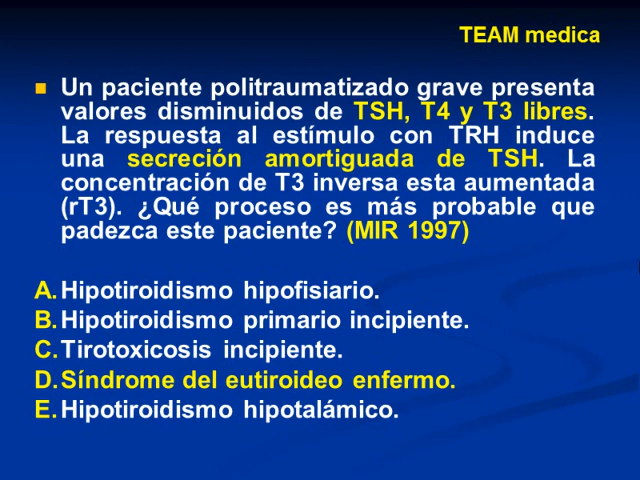 TEAM medica
Un paciente politraumatizado grave presenta
valores disminuidos de TSH, T4 y T3 libres.
La respuesta al estímulo con TRH induce
una secreción amortiguada de TSH. La
concentración de T3 inversa esta aumentada
(rT3). ¿Qué proceso es más probable que
padezca este paciente? (MIR 1997)
A. Hipotiroidismo hipofisiario.
B. Hipotiroidismo primario incipiente.
C. Tirotoxicosis incipiente.
D. Síndrome del eutiroideo enfermo.
E. Hipotiroidismo hipotalámico.